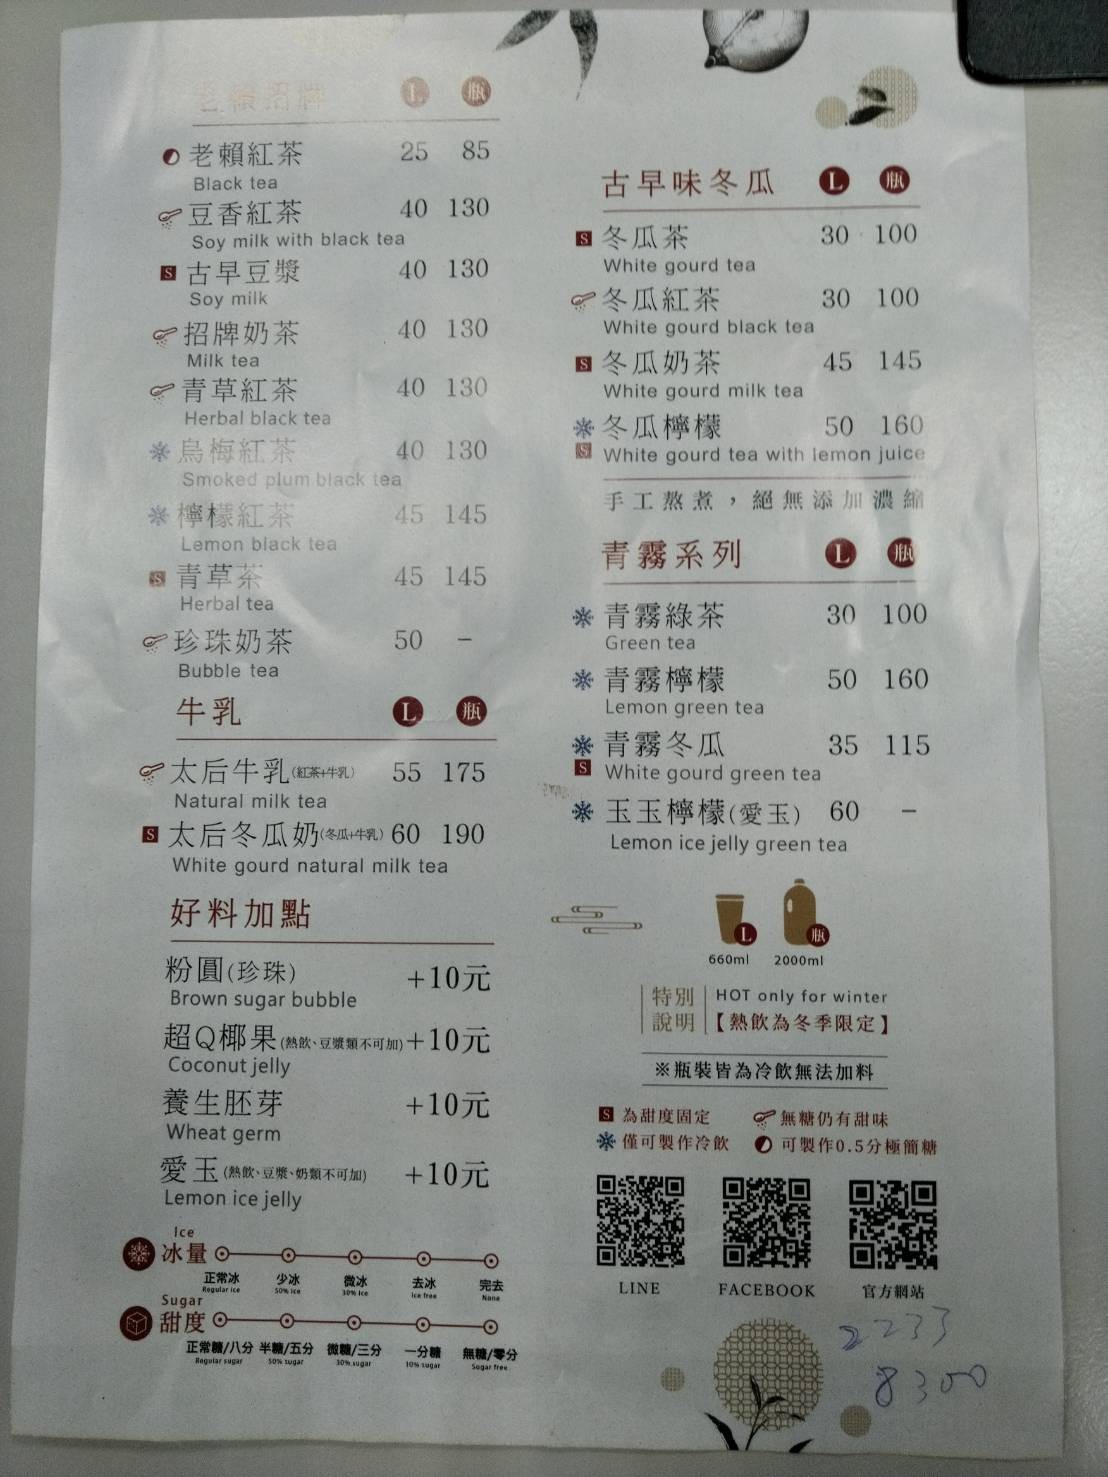 老賴招牌 L 瓶
老賴紅茶 25 85
Black tea
豆香紅茶 40 130
Soy milk with black tea
S 古早豆漿 40 130
Soy milk
招牌奶茶 40 130
Milk tea
青草紅茶 40 130
Herbal black tea
烏梅紅茶 40 130
Smoked plum black tea
檸檬紅茶 45 145
Lemon black tea
S 青草茶 45 145
Herbal tea
珍珠奶茶 50 –
Bubble tea
牛乳 L 瓶
太后牛乳(紅茶+牛乳) 55 175
Natural milk tea
S 太后冬瓜奶(冬瓜+牛乳) 60 190
White gourd natural milk tea
好料加點
粉圓(珍珠) +10元
Brown sugar bubble
超Q椰果(熱飲、豆漿類不可加) +10元
Coconut jelly
養生胚芽 +10元
Wheat germ
愛玉(熱飲、豆漿、奶類不可加) +10元
Lemon ice jelly
Ice
冰量
正常冰 少冰 微冰 去冰 完去
Regular ice 50% ice 30% ice Ice free None
Sugar
甜度
正常糖/八分 半糖/五分 微糖/三分 一分糖 無糖/零分
Regular sugar 50% sugar 30% sugar 10% sugar Sugar free
古早味冬瓜 L 瓶
S 冬瓜茶 30 100
White gourd tea
冬瓜紅茶 30 100
White gourd black tea
S 冬瓜奶茶 45 145
White gourd milk tea
冬瓜檸檬 50 160
S White gourd tea with lemon juice
手工熬煮，絕無添加濃縮
青霧系列 L 瓶
青霧綠茶 30 100
Green tea
青霧檸檬 50 160
Lemon green tea
青霧冬瓜 35 115
S White gourd green tea
玉玉檸檬(愛玉) 60 –
Lemon ice jelly green tea
L 瓶
660ml 2000ml
特別說明
HOT only for winter
【熱飲為冬季限定】
※瓶裝皆為冷飲無法加料
S 為甜度固定 無糖仍有甜味
僅可製作冷飲 可製作0.5分極簡糖
LINE FACEBOOK 官方網站
2233
8300